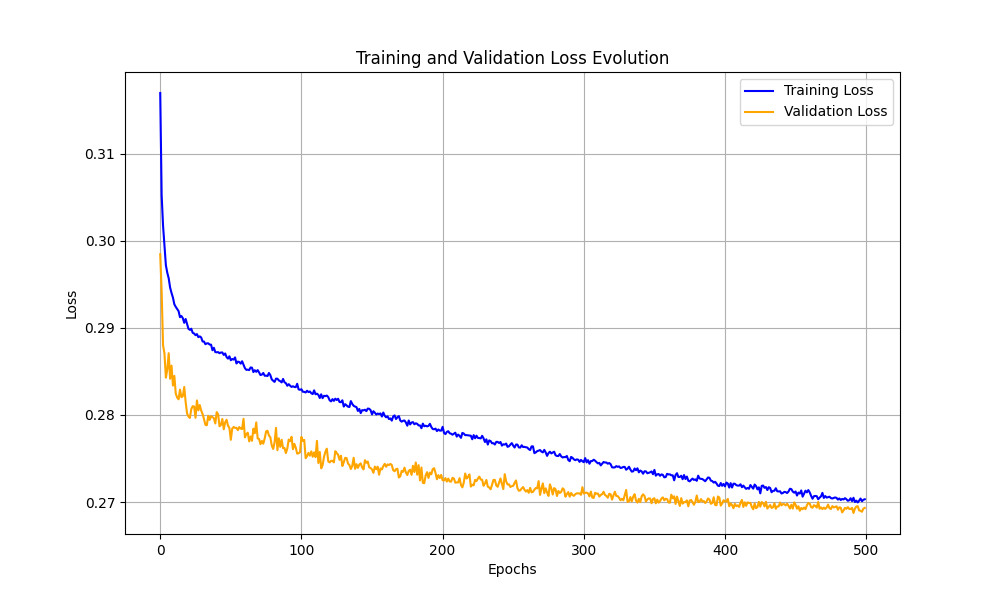 Training and Validation Loss Evolution
Training Loss
Validation Loss
0.31
0.30
0.29
0.28
0.27
Loss
0 100 200 300 400 500
Epochs